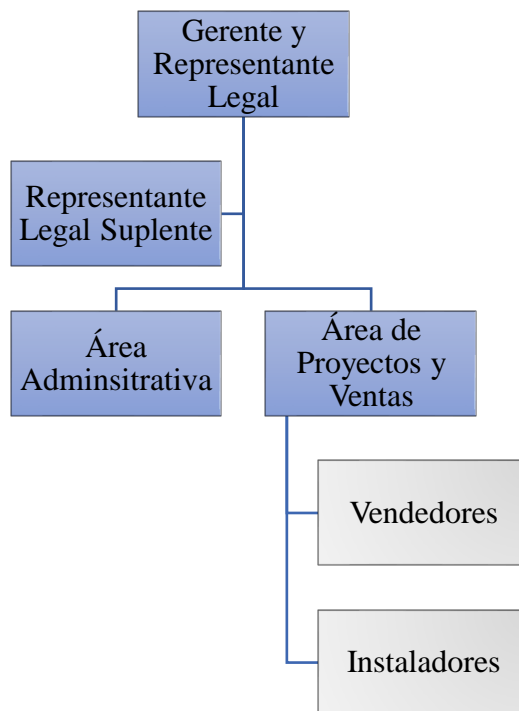 Gerente y
Representante
Legal
Representante
Legal Suplente
Área
Adminsitrativa
Área de
Proyectos y
Ventas
Vendedores
Instaladores